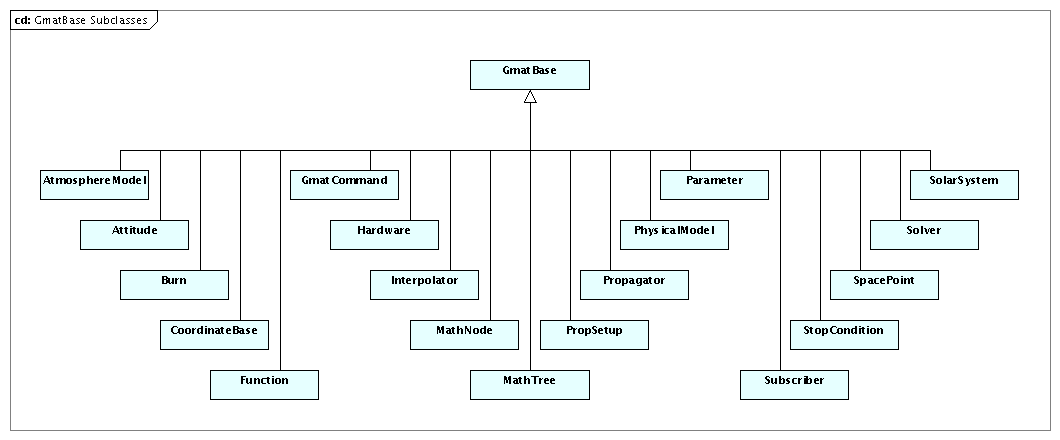 cd: GmatBase Subclasses
GmatBase
AtmosphereModel
GmatCommand
Parameter
SolarSystem
Attitude
Hardware
PhysicalModel
Solver
Burn
Interpolator
Propagator
SpacePoint
CoordinateBase
MathNode
PropSetup
StopCondition
Function
MathTree
Subscriber